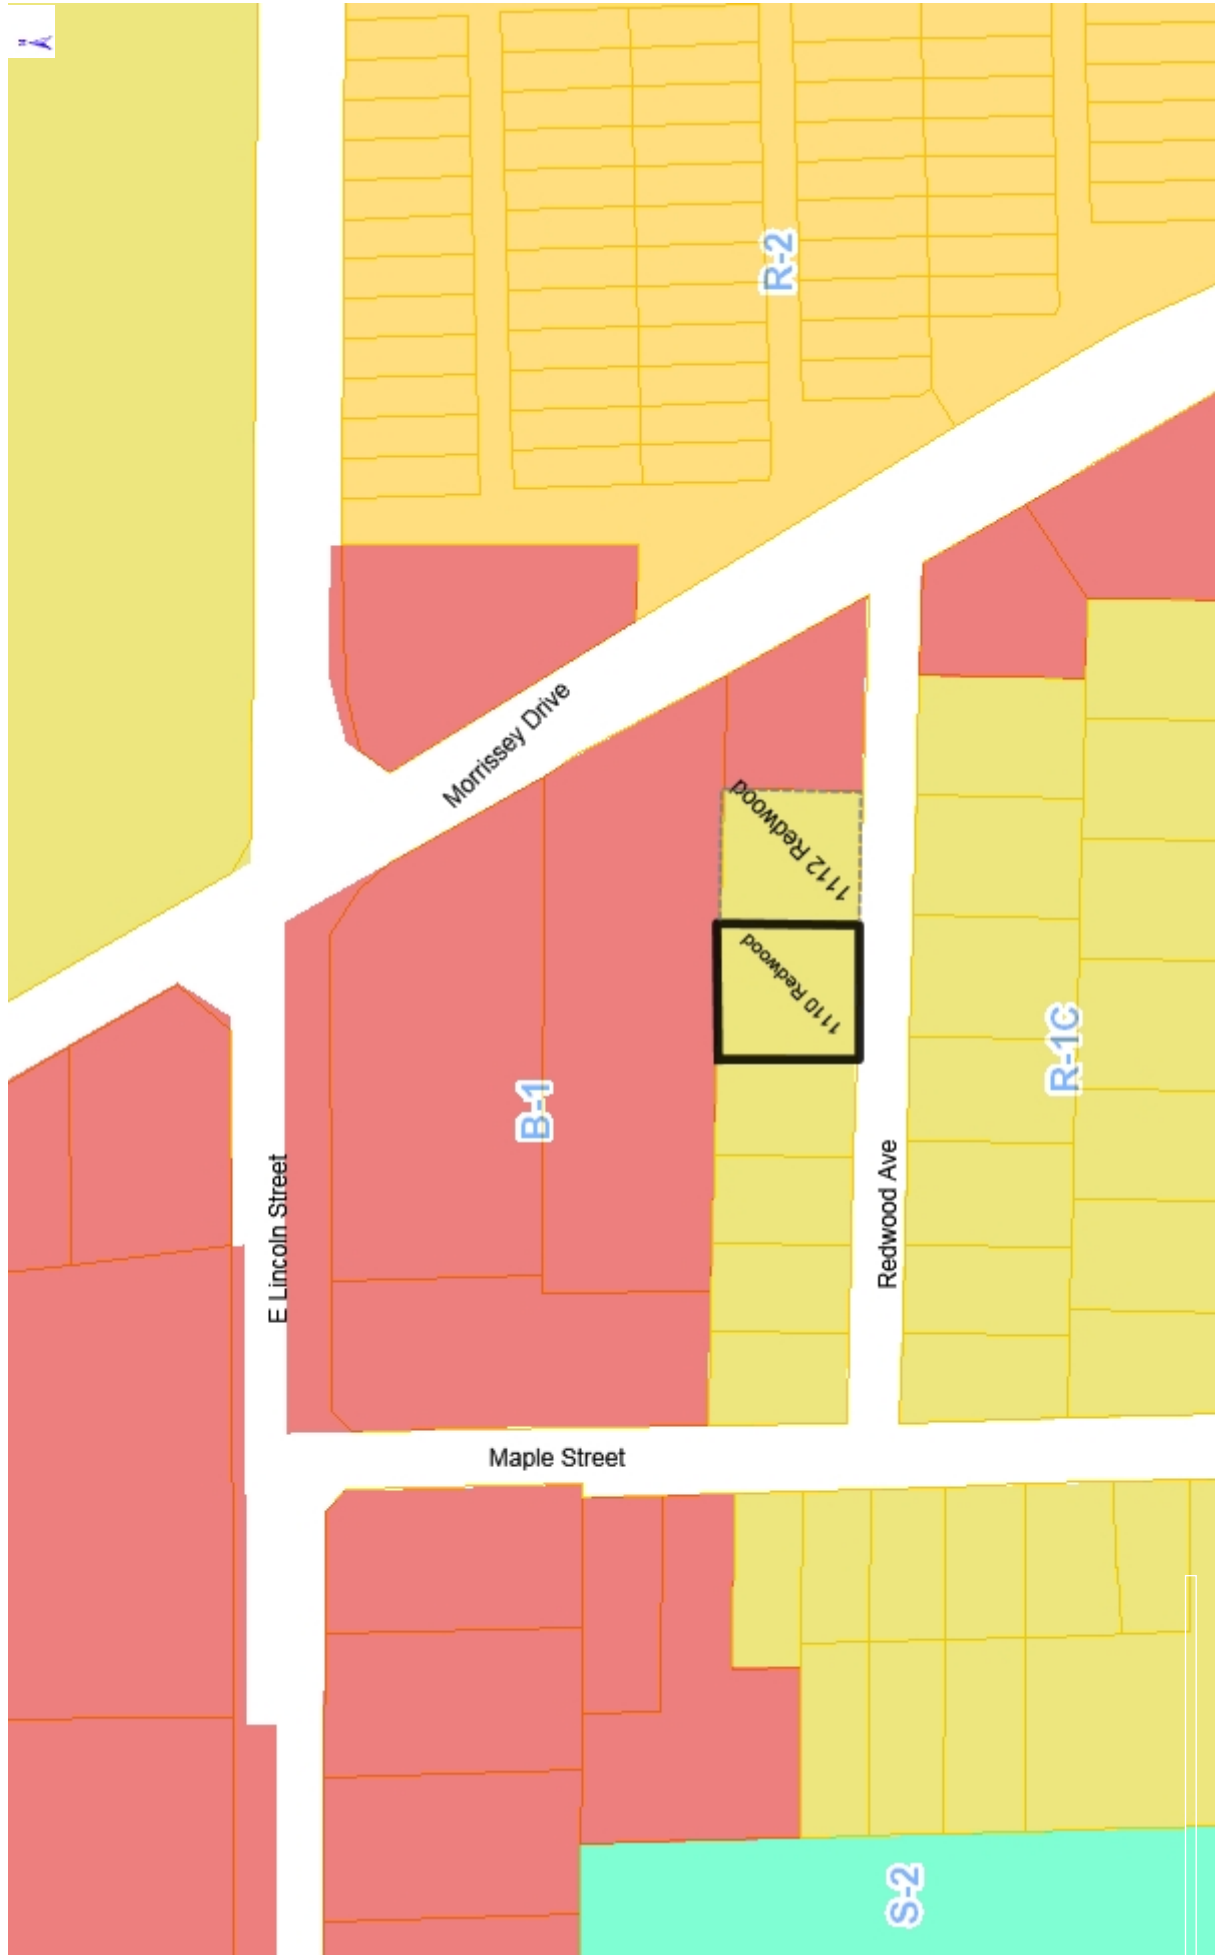 N
R-2
Morrissey Drive
1112 Redwood
1110 Redwood
R-1C
B-1
E Lincoln Street
Redwood Ave
Maple Street
S-2